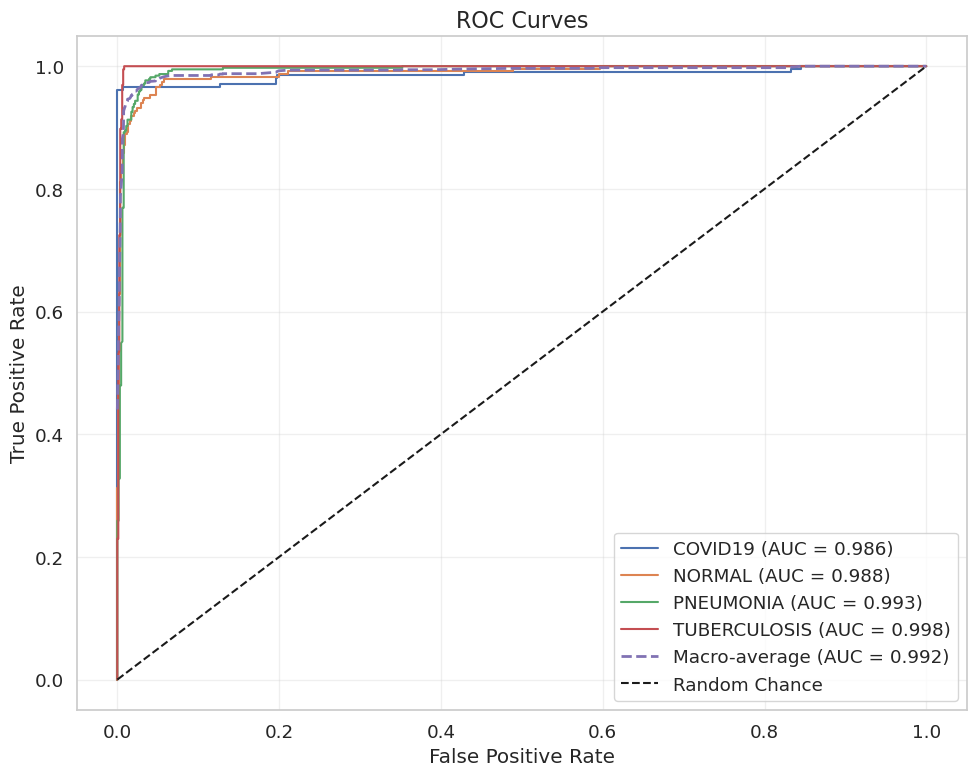 ROC Curves
True Positive Rate
1.0
0.8
0.6
0.4
0.2
0.0
0.0 0.2 0.4 0.6 0.8 1.0
False Positive Rate
COVID19 (AUC = 0.986)
NORMAL (AUC = 0.988)
PNEUMONIA (AUC = 0.993)
TUBERCULOSIS (AUC = 0.998)
Macro-average (AUC = 0.992)
Random Chance